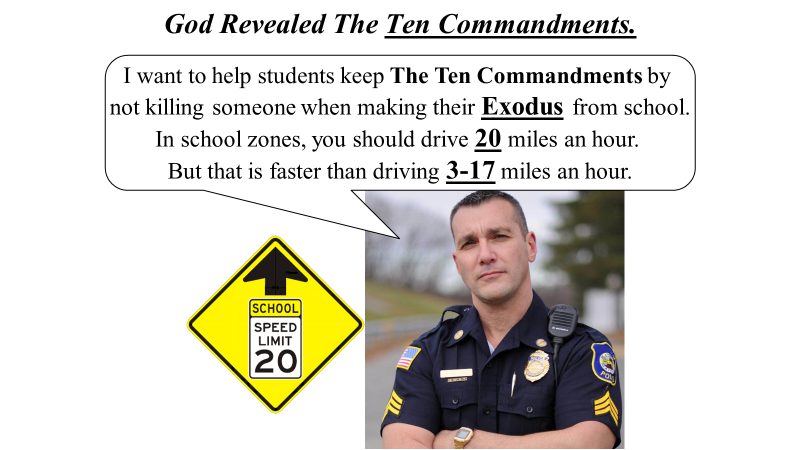 God Revealed The Ten Commandments.
I want to help students keep The Ten Commandments by
not killing someone when making their Exodus from school.
In school zones, you should drive 20 miles an hour.
But that is faster than driving 3-17 miles an hour.
SCHOOL
SPEED
LIMIT
20